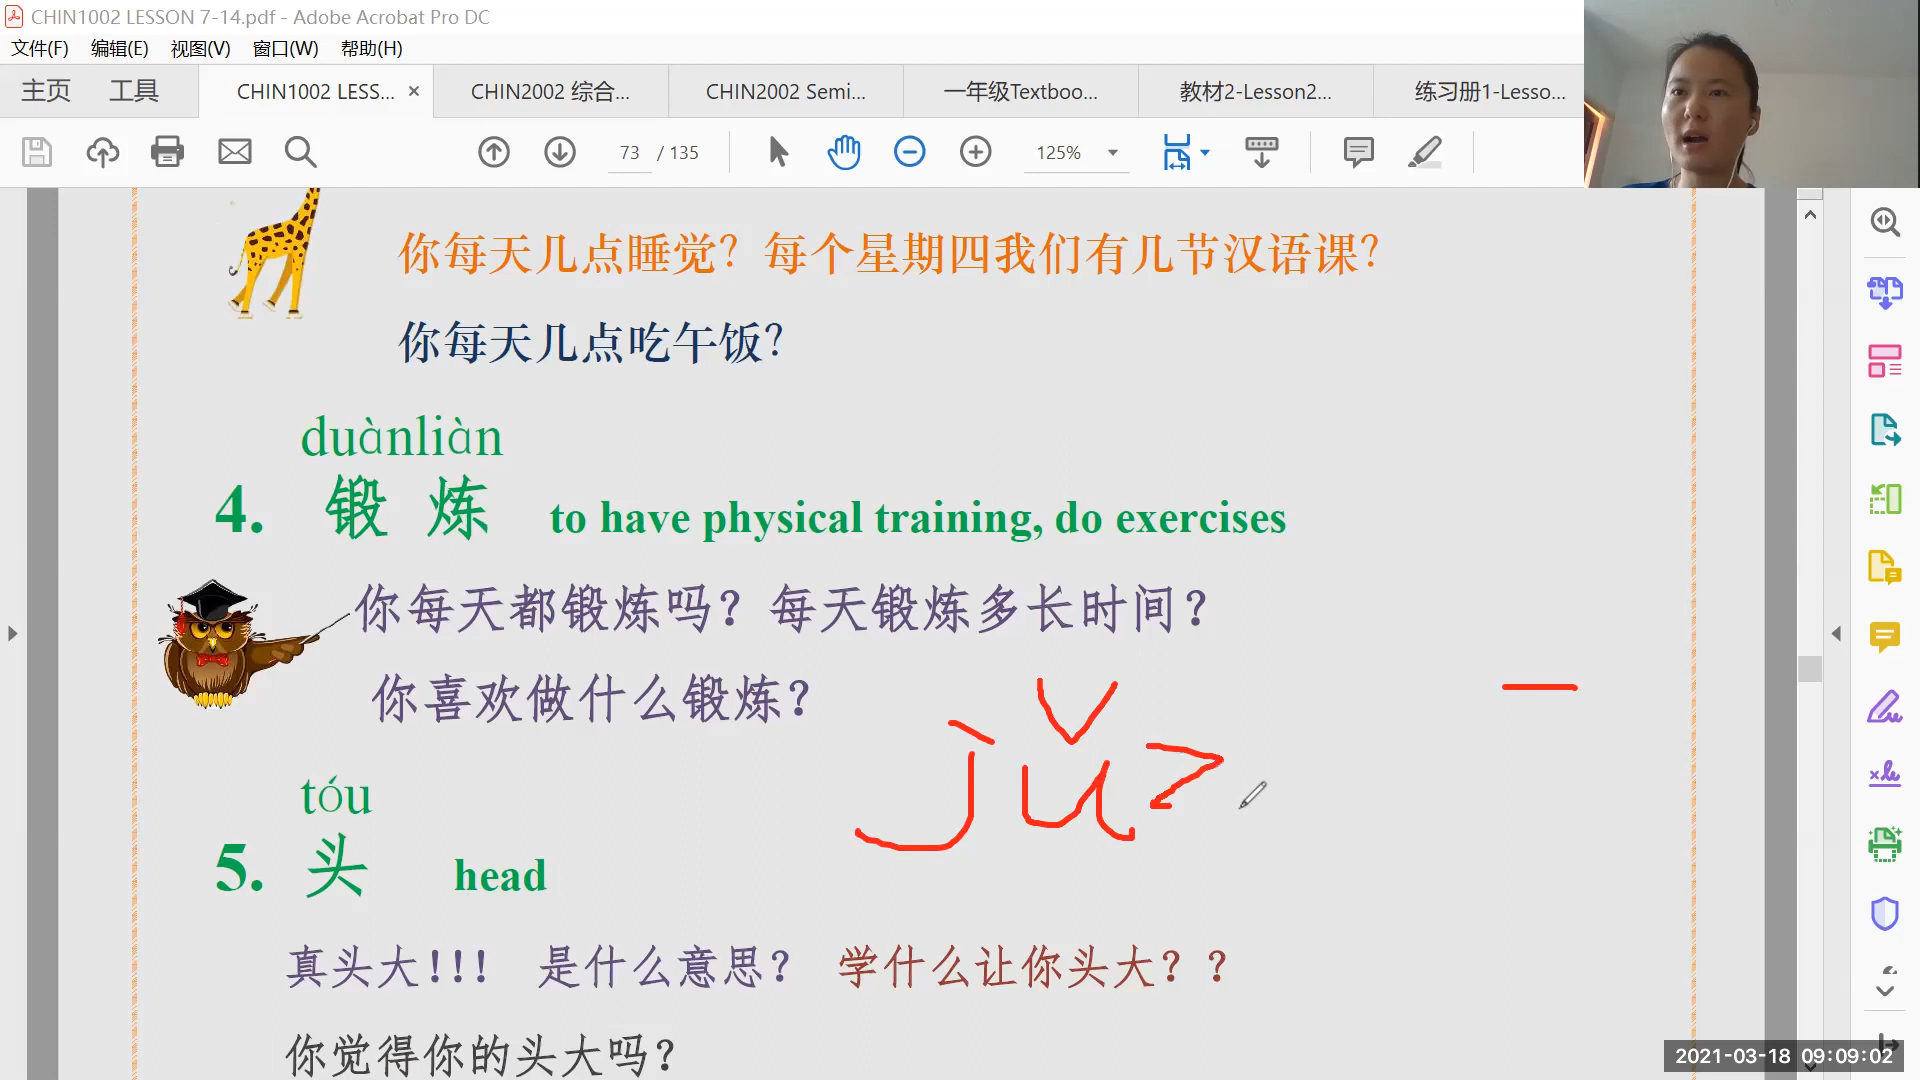 CHIN1002 LESSON 7-14.pdf - Adobe Acrobat Pro DC
文件(F) 编辑(E) 视图(V) 窗口(W) 帮助(H)
主页 工具 CHIN1002 LESS... × CHIN2002 综合... CHIN2002 Semi... 一年级Textboo... 教材2-Lesson2... 练习册1-Lesso...
73 / 135 125%
你每天几点睡觉？每个星期四我们有几节汉语课？
你每天几点吃午饭？
duànliàn
4. 锻 炼 to have physical training, do exercises
你每天都锻炼吗？每天锻炼多长时间？
你喜欢做什么锻炼？
tóu
5. 头 head
真头大！！！ 是什么意思？ 学什么让你头大？？
你觉得你的头大吗？
2021-03-18 09:09:02